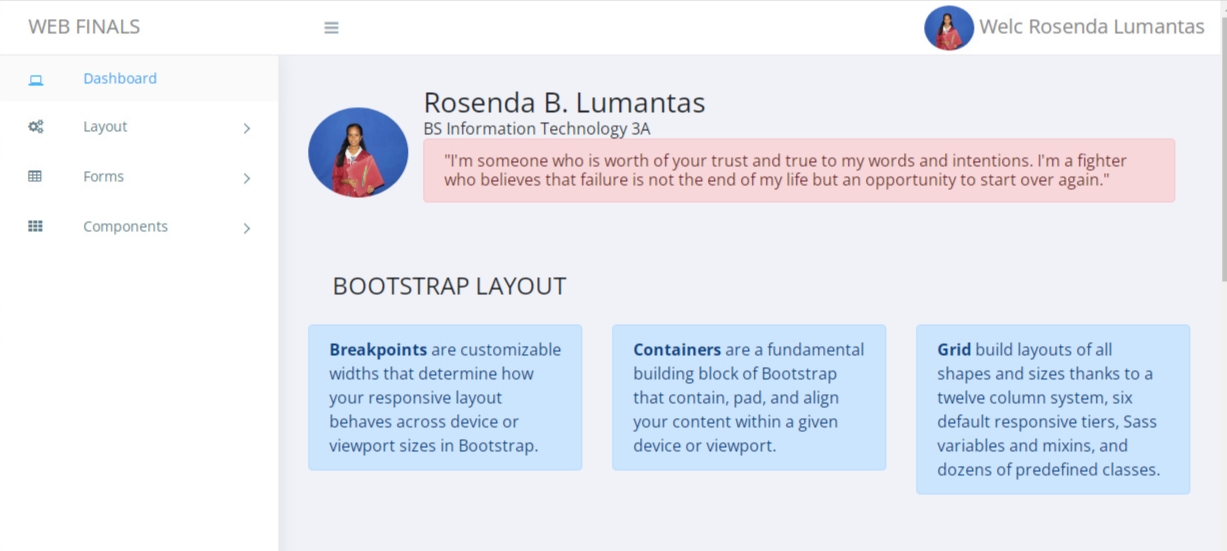 WEB FINALS
Welc Rosenda Lumantas
Dashboard
Layout
Forms
Components
Rosenda B. Lumantas
BS Information Technology 3A
"I'm someone who is worth of your trust and true to my words and intentions. I'm a fighter
who believes that failure is not the end of my life but an opportunity to start over again."
BOOTSTRAP LAYOUT
Breakpoints are customizable
widths that determine how
your responsive layout
behaves across device or
viewport sizes in Bootstrap.
Containers are a fundamental
building block of Bootstrap
that contain, pad, and align
your content within a given
device or viewport.
Grid build layouts of all
shapes and sizes thanks to a
twelve column system, six
default responsive tiers, Sass
variables and mixins, and
dozens of predefined classes.